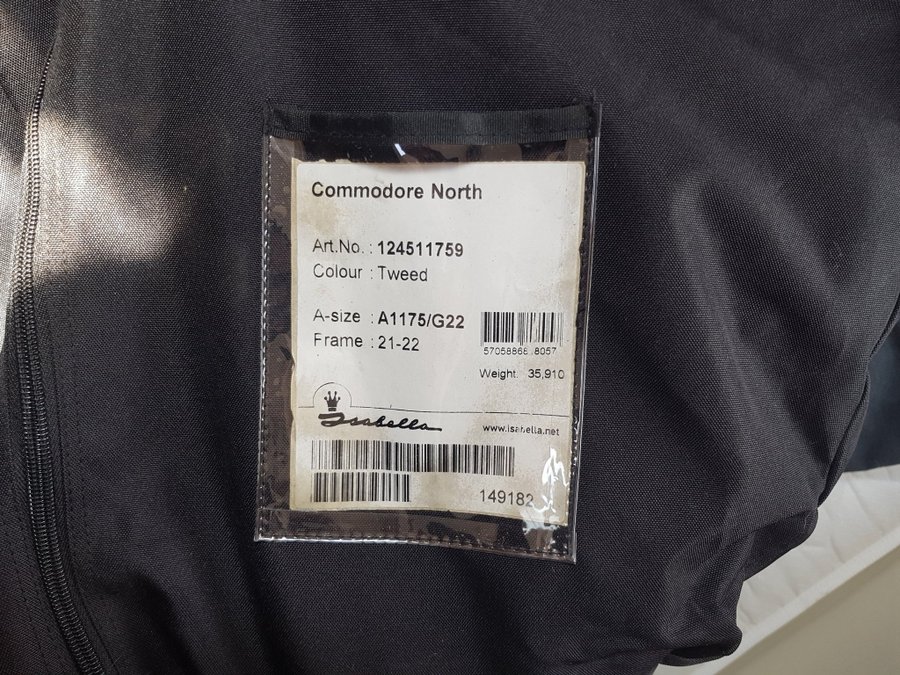 Commodore North
Art.No. : 124511759
Colour : Tweed
A-size : A1175/G22
Frame : 21-22
Weight: 35,910
Isabella
www.isabella.net
149182